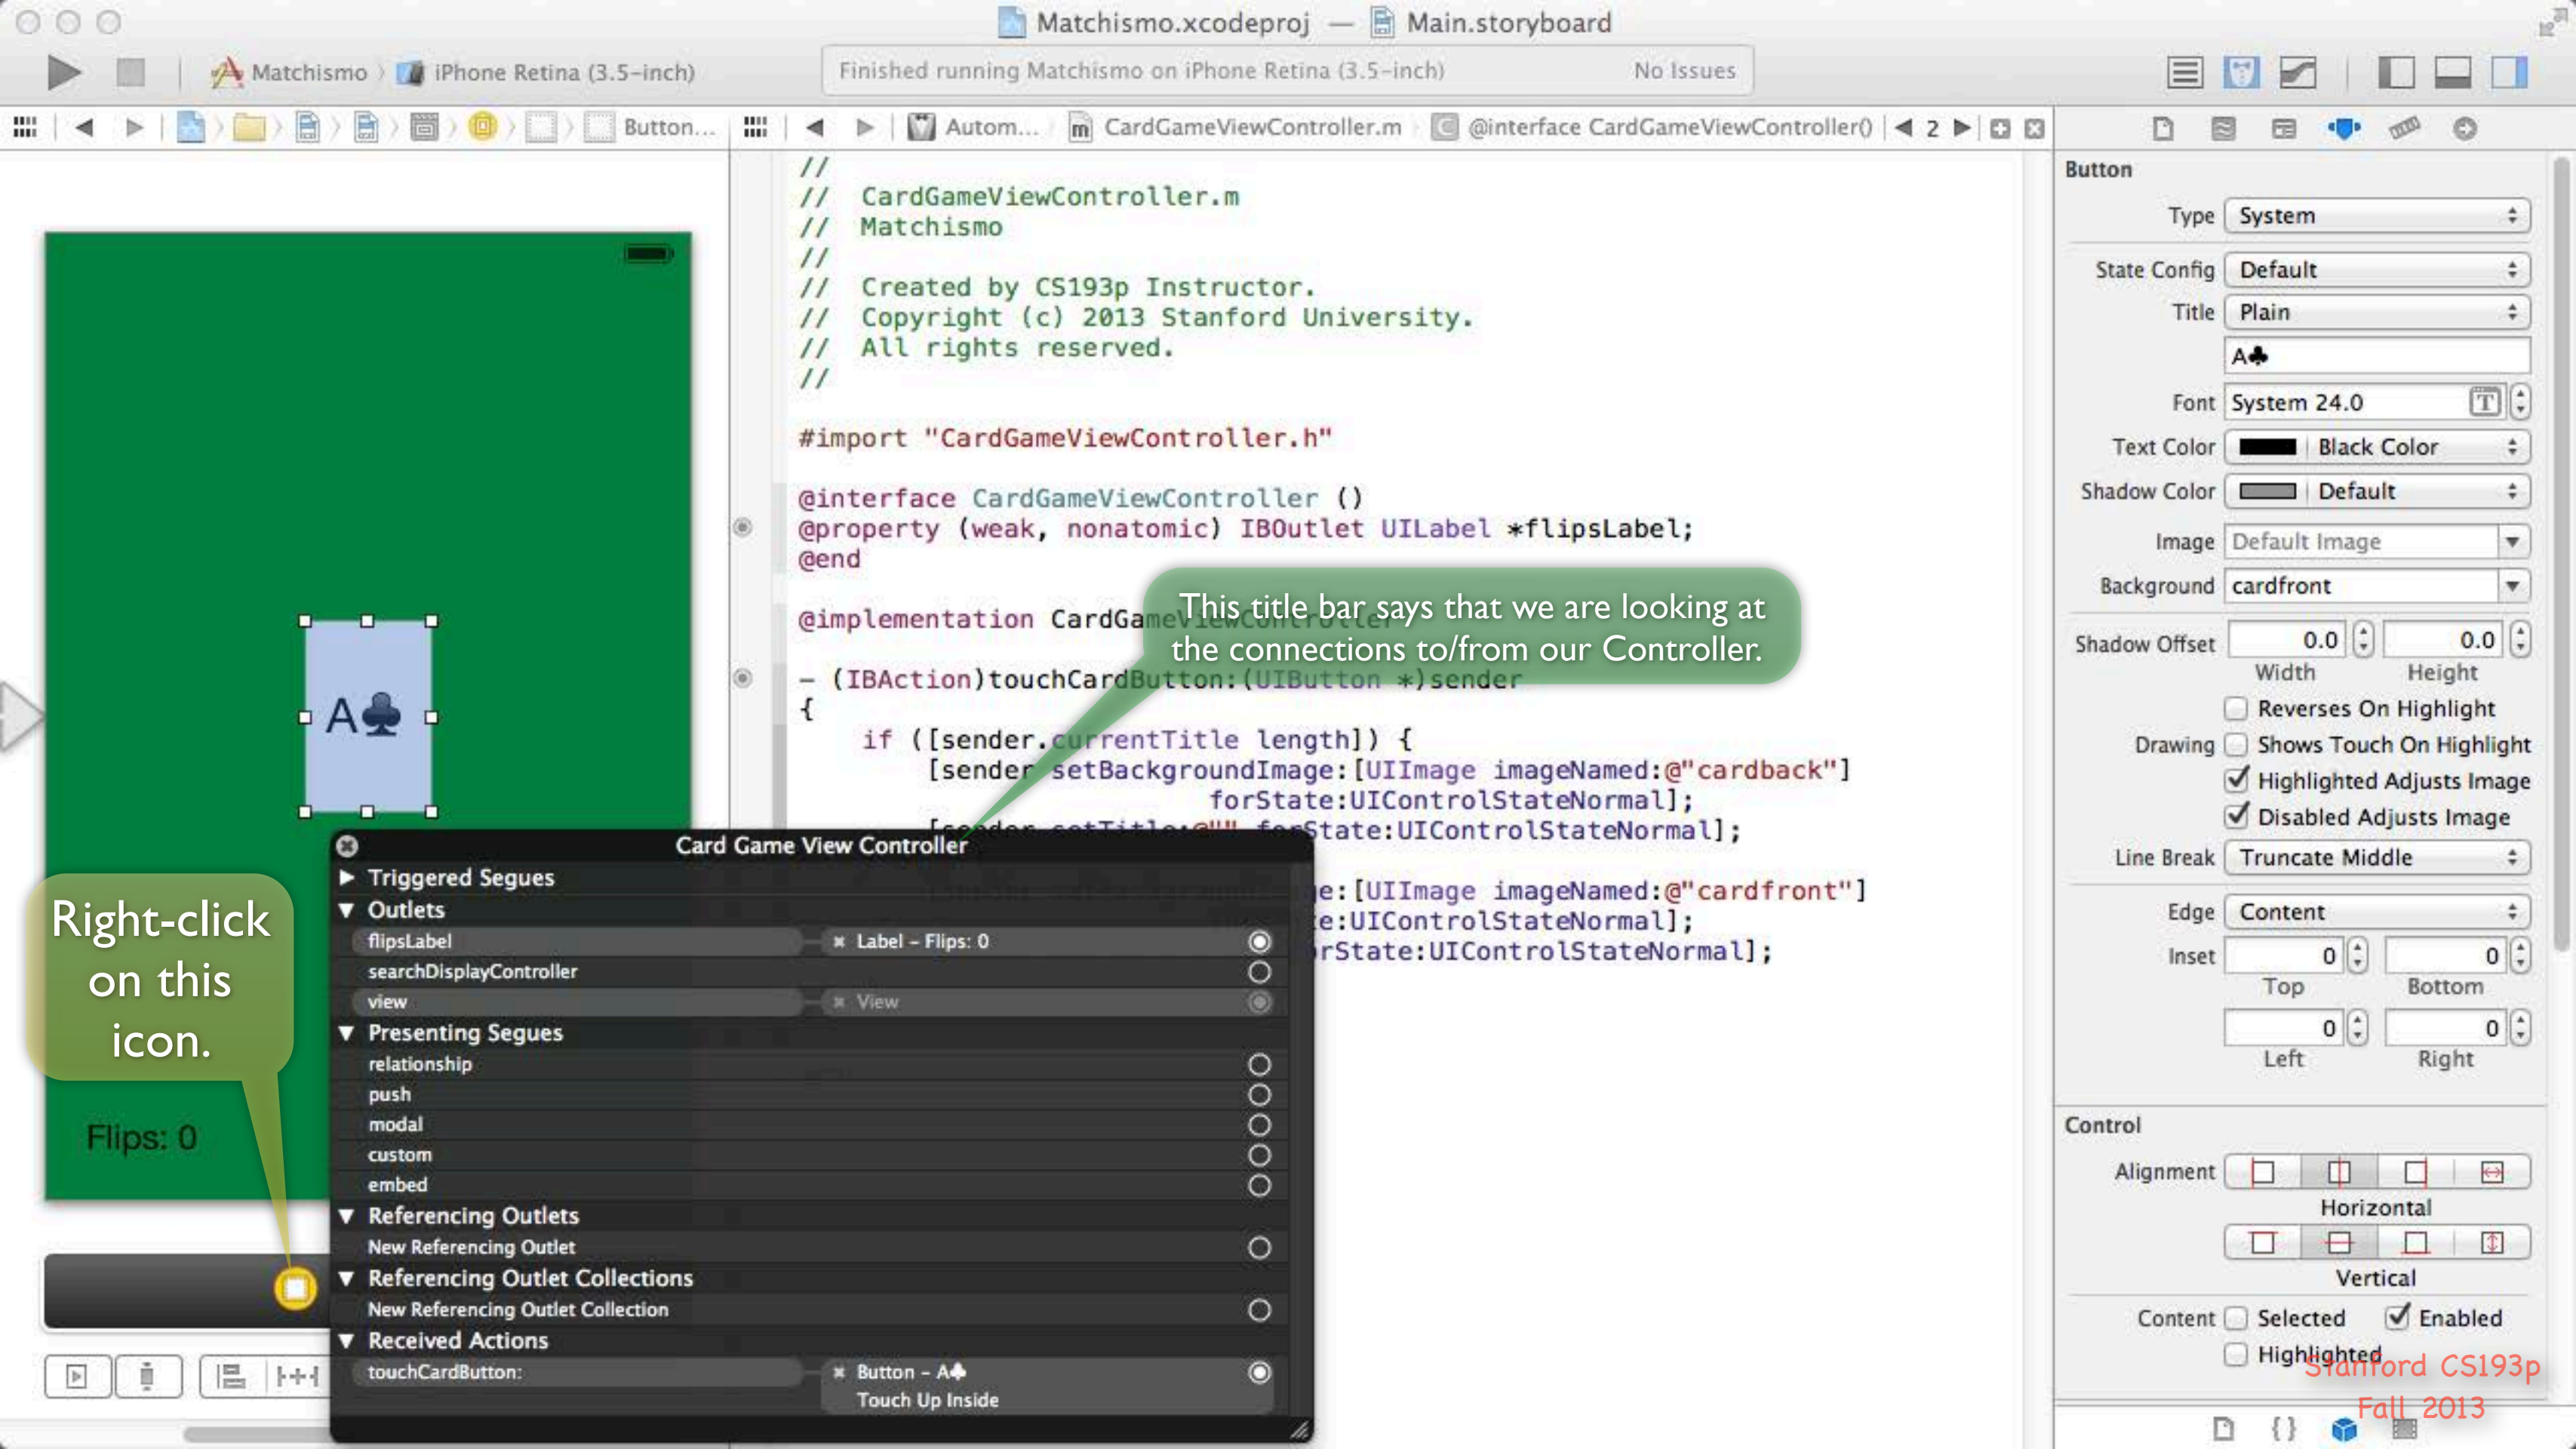 Matchismo.xcodeproj — Main.storyboard
Matchismo
iPhone Retina (3.5-inch)
Finished running Matchismo on iPhone Retina (3.5-inch)
No Issues
Button...
Autom...
CardGameViewController.m
@interface CardGameViewController()
2
A♣
Flips: 0
Right-click
on this
icon.
//
// CardGameViewController.m
// Matchismo
//
// Created by CS193p Instructor.
// Copyright (c) 2013 Stanford University.
// All rights reserved.
//
#import "CardGameViewController.h"
@interface CardGameViewController ()
@property (weak, nonatomic) IBOutlet UILabel *flipsLabel;
@end
@implementation CardGameViewController
This title bar says that we are looking at
the connections to/from our Controller.
- (IBAction)touchCardButton:(UIButton *)sender
{
if ([sender.currentTitle length]) {
[sender setBackgroundImage:[UIImage imageNamed:@"cardback"]
forState:UIControlStateNormal];
[sender setTitle:@"" forState:UIControlStateNormal];
e:[UIImage imageNamed:@"cardfront"]
e:UIControlStateNormal];
rState:UIControlStateNormal];
Card Game View Controller
Triggered Segues
Outlets
flipsLabel
Label – Flips: 0
searchDisplayController
view
View
Presenting Segues
relationship
push
modal
custom
embed
Referencing Outlets
New Referencing Outlet
Referencing Outlet Collections
New Referencing Outlet Collection
Received Actions
touchCardButton:
Button – A♣
Touch Up Inside
Button
Type System
State Config Default
Title Plain
A♣
Font System 24.0
Text Color Black Color
Shadow Color Default
Image Default Image
Background cardfront
Shadow Offset 0.0 0.0
Width Height
Reverses On Highlight
Drawing Shows Touch On Highlight
Highlighted Adjusts Image
Disabled Adjusts Image
Line Break Truncate Middle
Edge Content
Inset 0 0
Top Bottom
0 0
Left Right
Control
Alignment
Horizontal
Vertical
Content Selected Enabled
Highlighted
Stanford CS193p
Fall 2013